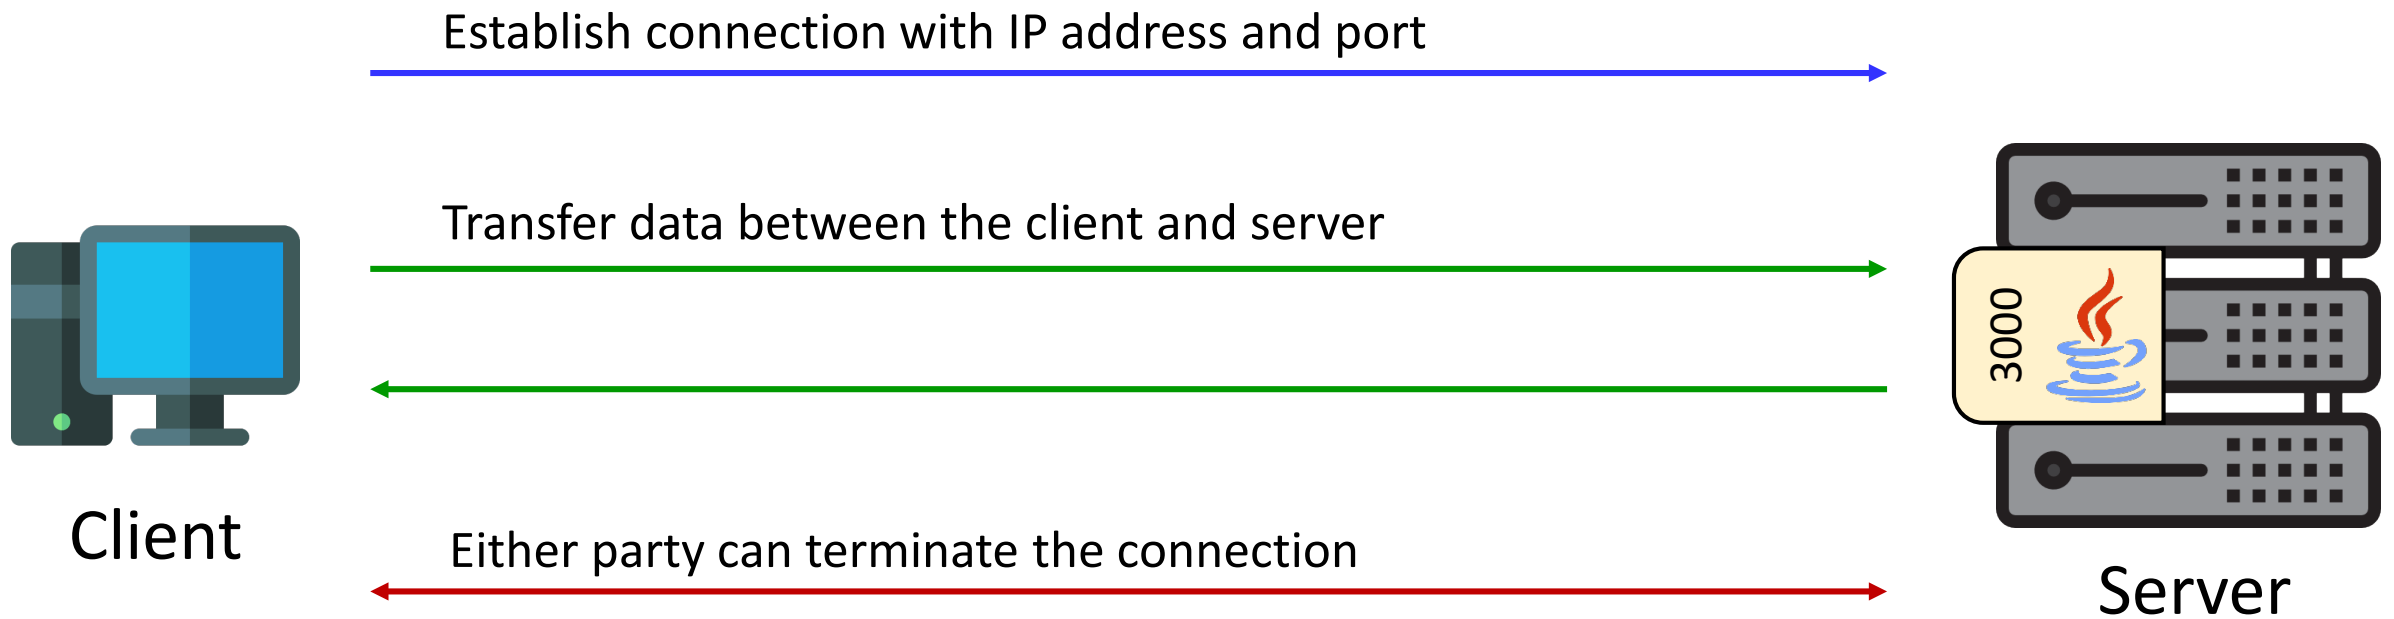 Establish connection with IP address and port
Transfer data between the client and server
3000
Client
Either party can terminate the connection
Server